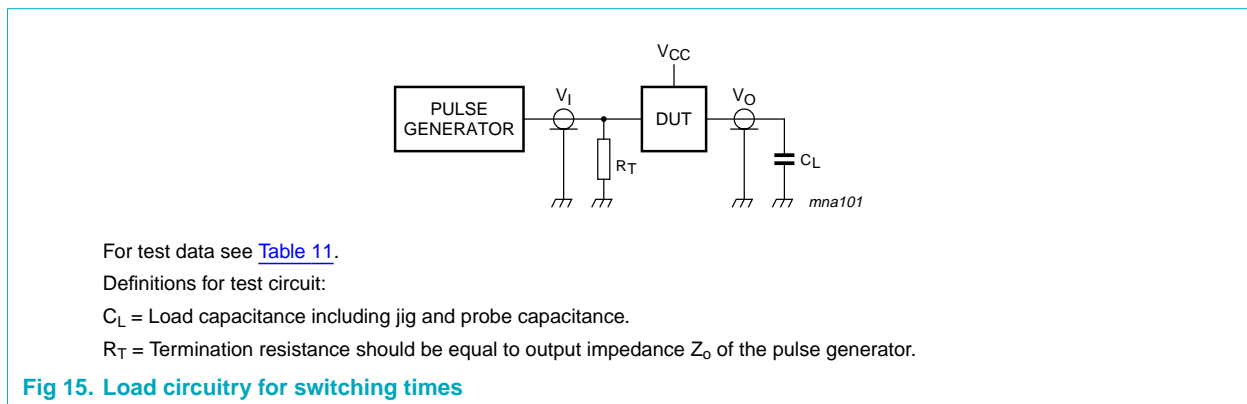 VCC
PULSE
GENERATOR
VI
DUT
VO
RT
CL
mna101
For test data see Table 11.
Definitions for test circuit:
CL = Load capacitance including jig and probe capacitance.
RT = Termination resistance should be equal to output impedance Zo of the pulse generator.
Fig 15. Load circuitry for switching times